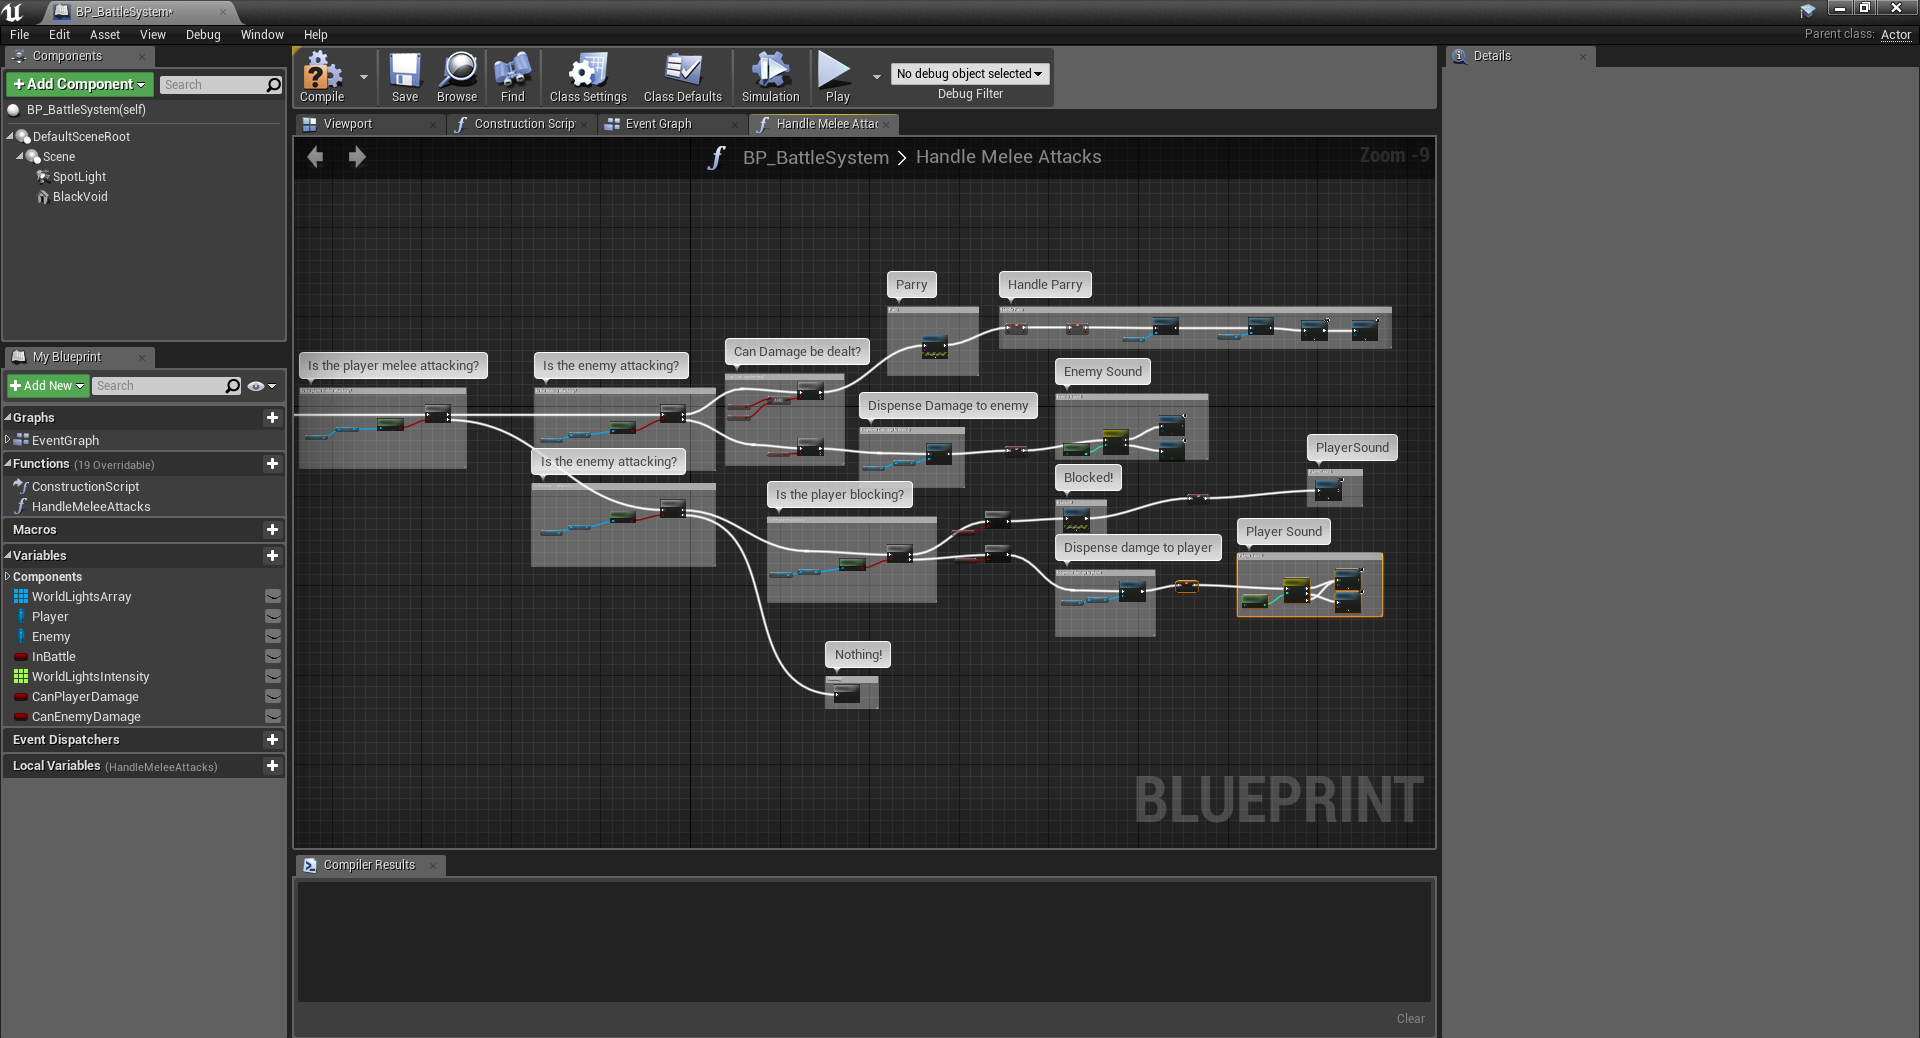 BP_BattleSystem*
File Edit Asset View Debug Window Help
Parent class: Actor
Components
+Add Component
Search
BP_BattleSystem(self)
DefaultSceneRoot
Scene
SpotLight
BlackVoid
My Blueprint
+Add New
Search
Graphs
EventGraph
Functions (19 Overridable)
ConstructionScript
HandleMeleeAttacks
Macros
Variables
Components
WorldLightsArray
Player
Enemy
InBattle
WorldLightsIntensity
CanPlayerDamage
CanEnemyDamage
Event Dispatchers
Local Variables (HandleMeleeAttacks)
Compile
Save
Browse
Find
Class Settings
Class Defaults
Simulation
Play
No debug object selected
Debug Filter
Viewport
Construction Scrip
Event Graph
Handle Melee Attac
BP_BattleSystem > Handle Melee Attacks
Zoom -9
Parry
Handle Parry
Is the player melee attacking?
Is the enemy attacking?
Can Damage be dealt?
Enemy Sound
Dispense Damage to enemy
PlayerSound
Is the enemy attacking?
Blocked!
Is the player blocking?
Player Sound
Dispense damge to player
Nothing!
BLUEPRINT
Compiler Results
Clear
Details